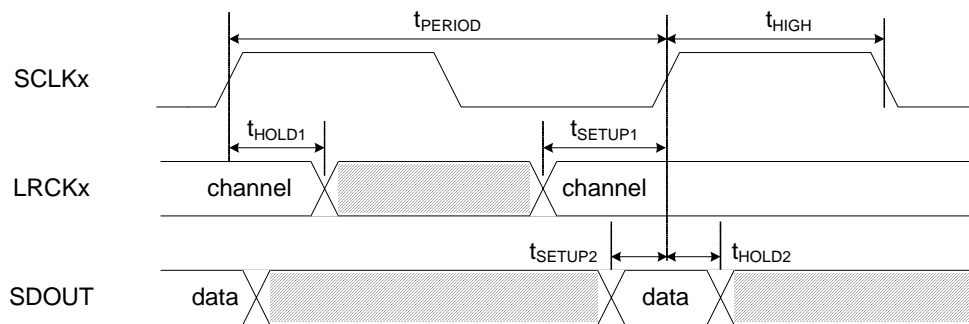 tPERIOD
tHIGH
SCLKx
tHOLD1
tSETUP1
LRCKx
channel
channel
tSETUP2
tHOLD2
SDOUT
data
data